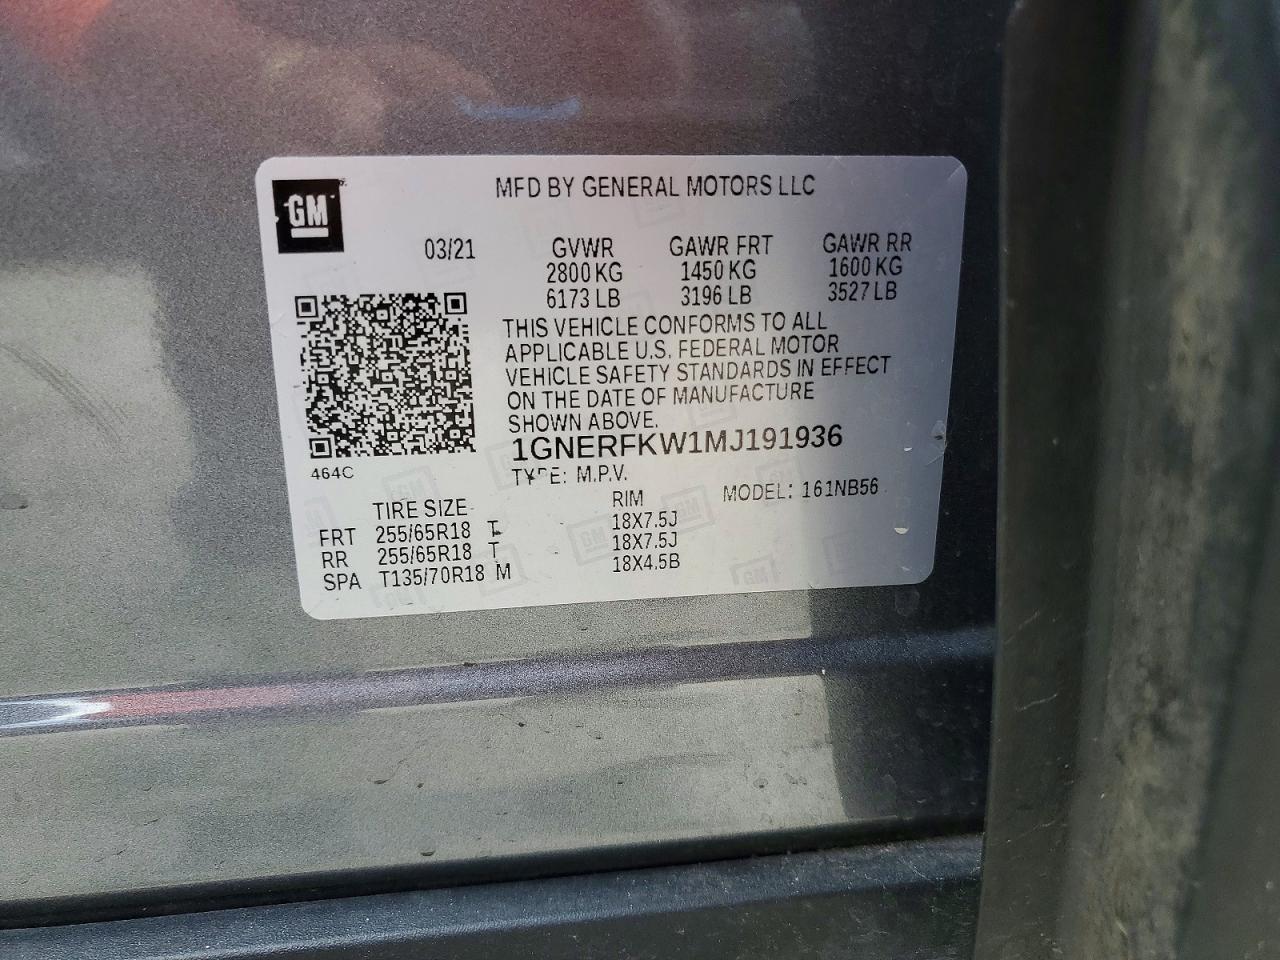 GM
MFD BY GENERAL MOTORS LLC
03/21 GVWR GAWR FRT GAWR RR
2800 KG 1450 KG 1600 KG
6173 LB 3196 LB 3527 LB
THIS VEHICLE CONFORMS TO ALL
APPLICABLE U.S. FEDERAL MOTOR
VEHICLE SAFETY STANDARDS IN EFFECT
ON THE DATE OF MANUFACTURE
SHOWN ABOVE.
1GNERFKW1MJ191936
464C
TYPE: M.P.V. MODEL: 161NB56
TIRE SIZE RIM
FRT 255/65R18 T 18X7.5J
RR 255/65R18 T 18X7.5J
SPA T135/70R18 M 18X4.5B